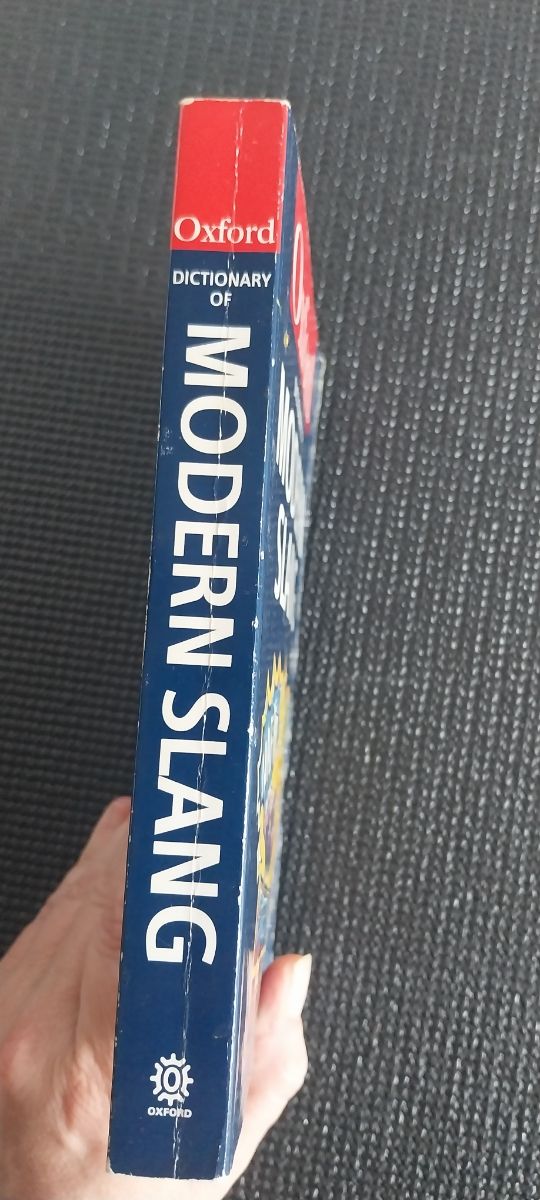 Oxford
DICTIONARY
OF
MODERN SLANG
OXFORD